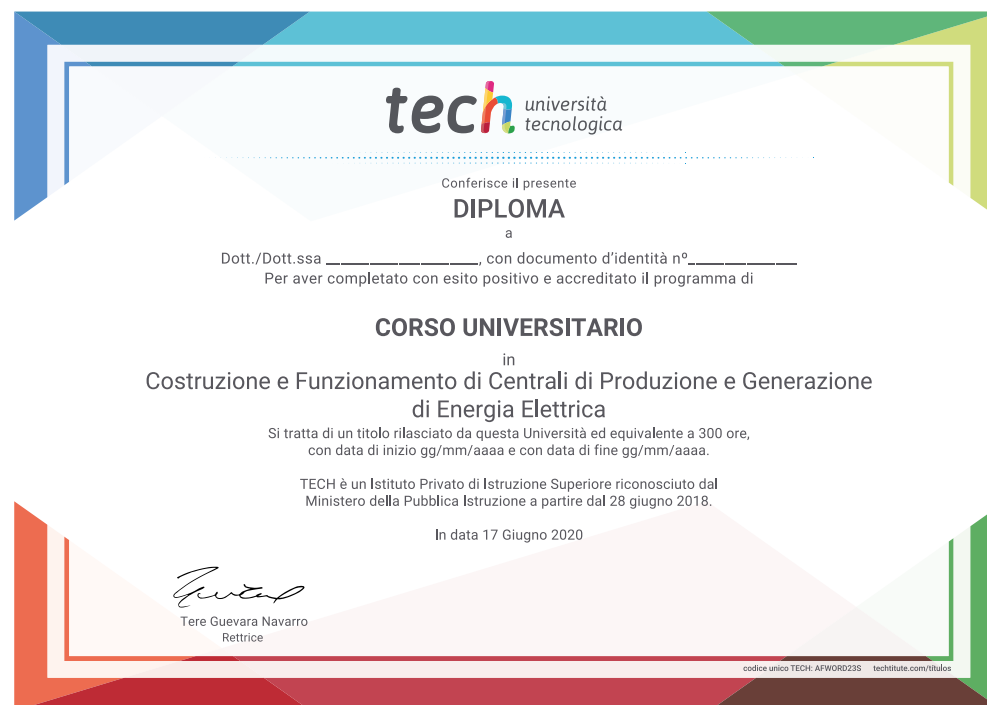 tech università
tecnologica
Conferisce il presente
DIPLOMA
a
Dott./Dott.ssa _________________, con documento d'identità nº____________
Per aver completato con esito positivo e accreditato il programma di
CORSO UNIVERSITARIO
in
Costruzione e Funzionamento di Centrali di Produzione e Generazione
di Energia Elettrica
Si tratta di un titolo rilasciato da questa Università ed equivalente a 300 ore,
con data di inizio gg/mm/aaaa e con data di fine gg/mm/aaaa.
TECH è un Istituto Privato di Istruzione Superiore riconosciuto dal
Ministero della Pubblica Istruzione a partire dal 28 giugno 2018.
In data 17 Giugno 2020
Tere Guevara Navarro
Rettrice
codice unico TECH: AFWORD23S techtitute.com/títulos